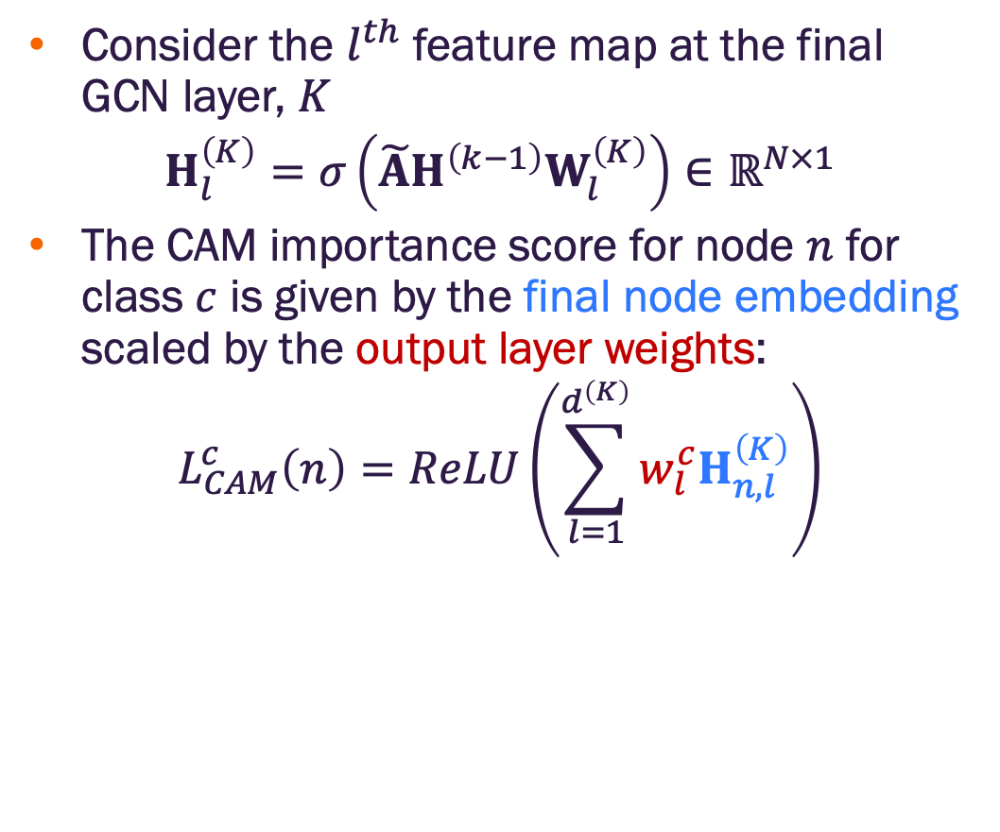 • Consider the $l^{th}$ feature map at the final
GCN layer, $K$
$\mathbf{H}_l^{(K)} = \sigma\left(\widetilde{\mathbf{A}}\mathbf{H}^{(k-1)}\mathbf{W}_l^{(K)}\right) \in \mathbb{R}^{N\times 1}$
• The CAM importance score for node $n$ for
class $c$ is given by the final node embedding
scaled by the output layer weights:
$L_{CAM}^{c}(n) = ReLU\left(\sum_{l=1}^{d^{(K)}} w_l^c \mathbf{H}_{n,l}^{(K)}\right)$